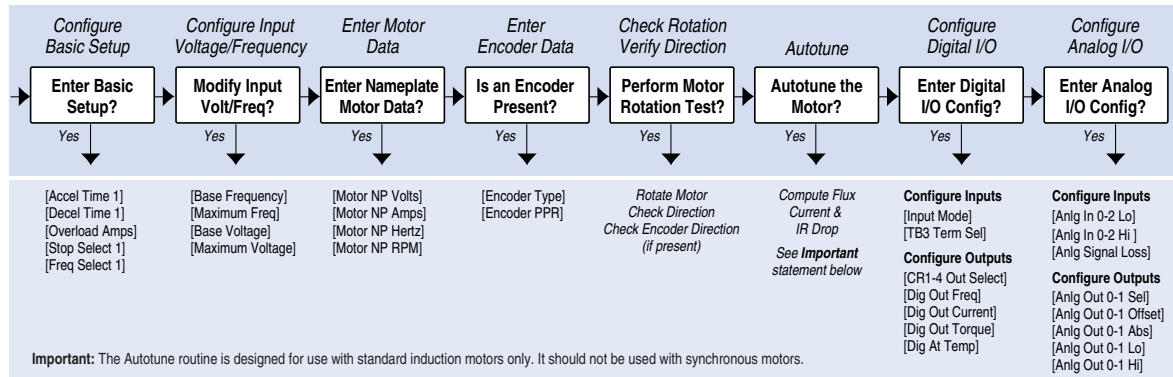 Configure
Basic Setup
Configure Input
Voltage/Frequency
Enter Motor
Data
Enter
Encoder Data
Check Rotation
Verify Direction
Autotune
Configure
Digital I/O
Configure
Analog I/O
Enter Basic
Setup?
Modify Input
Volt/Freq?
Enter Nameplate
Motor Data?
Is an Encoder
Present?
Perform Motor
Rotation Test?
Autotune the
Motor?
Enter Digital
I/O Config?
Enter Analog
I/O Config?
Yes
Yes
Yes
Yes
Yes
Yes
Yes
Yes
[Accel Time 1]
[Decel Time 1]
[Overload Amps]
[Stop Select 1]
[Freq Select 1]
[Base Frequency]
[Maximum Freq]
[Base Voltage]
[Maximum Voltage]
[Motor NP Volts]
[Motor NP Amps]
[Motor NP Hertz]
[Motor NP RPM]
[Encoder Type]
[Encoder PPR]
Rotate Motor
Check Direction
Check Encoder Direction
(if present)
Compute Flux
Current &
IR Drop
See Important
statement below
Configure Inputs
[Input Mode]
[TB3 Term Sel]
Configure Outputs
[CR1-4 Out Select]
[Dig Out Freq]
[Dig Out Current]
[Dig Out Torque]
[Dig At Temp]
Configure Inputs
[Anlg In 0-2 Lo]
[Anlg In 0-2 Hi ]
[Anlg Signal Loss]
Configure Outputs
[Anlg Out 0-1 Sel]
[Anlg Out 0-1 Offset]
[Anlg Out 0-1 Abs]
[Anlg Out 0-1 Lo]
[Anlg Out 0-1 Hi]
Important: The Autotune routine is designed for use with standard induction motors only. It should not be used with synchronous motors.